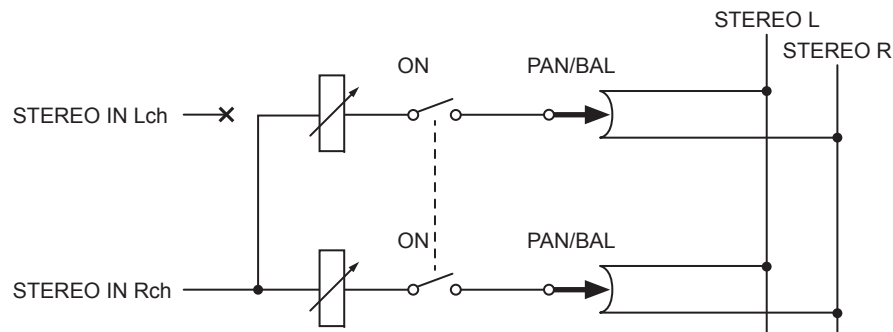 STEREO L
STEREO R
ON
PAN/BAL
STEREO IN Lch
ON
PAN/BAL
STEREO IN Rch